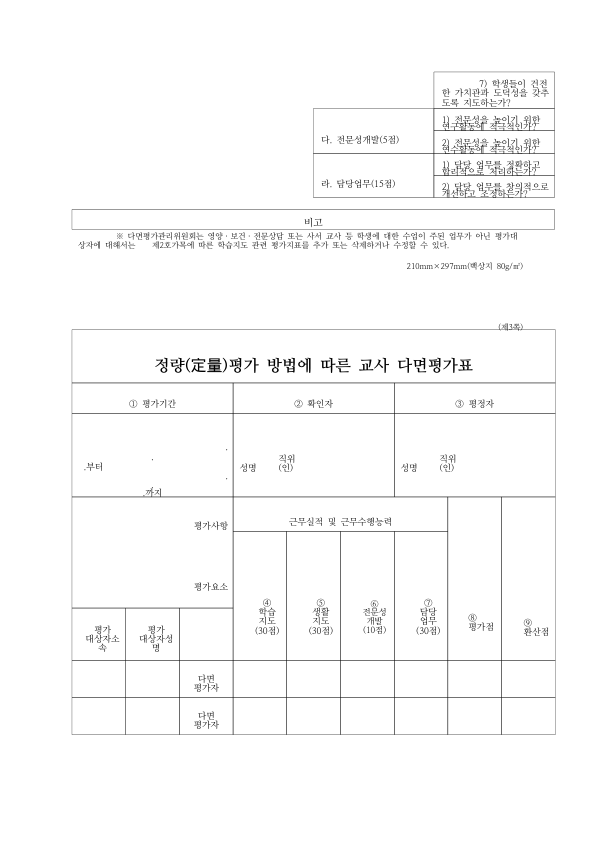 7) 학생들이 건전
한 가치관과 도덕성을 갖추
도록 지도하는가?
다. 전문성개발(5점)
1) 전문성을 높이기 위한
연구활동에 적극적인가?
2) 전문성을 높이기 위한
연수활동에 적극적인가?
라. 담당업무(15점)
1) 담당 업무를 정확하고
합리적으로 처리하는가?
2) 담당 업무를 창의적으로
개선하고 조정하는가?
비고
※ 다면평가관리위원회는 영양·보건·전문상담 또는 사서 교사 등 학생에 대한 수업이 주된 업무가 아닌 평가대
상자에 대해서는 제2호가목에 따른 학습지도 관련 평가지표를 추가 또는 삭제하거나 수정할 수 있다.
210mm×297mm(백상지 80g/㎡)
(제3쪽)
정량(定量)평가 방법에 따른 교사 다면평가표
① 평가기간
② 확인자
③ 평정자
.
.
.부터
.
.까지
직위
성명 (인)
직위
성명 (인)
평가사항
근무실적 및 근무수행능력
평가요소
④
학습
지도
(30점)
⑤
생활
지도
(30점)
⑥
전문성
개발
(10점)
⑦
담당
업무
(30점)
⑧
평가점
⑨
환산점
평가
대상자소
속
평가
대상자성
명
다면
평가자
다면
평가자